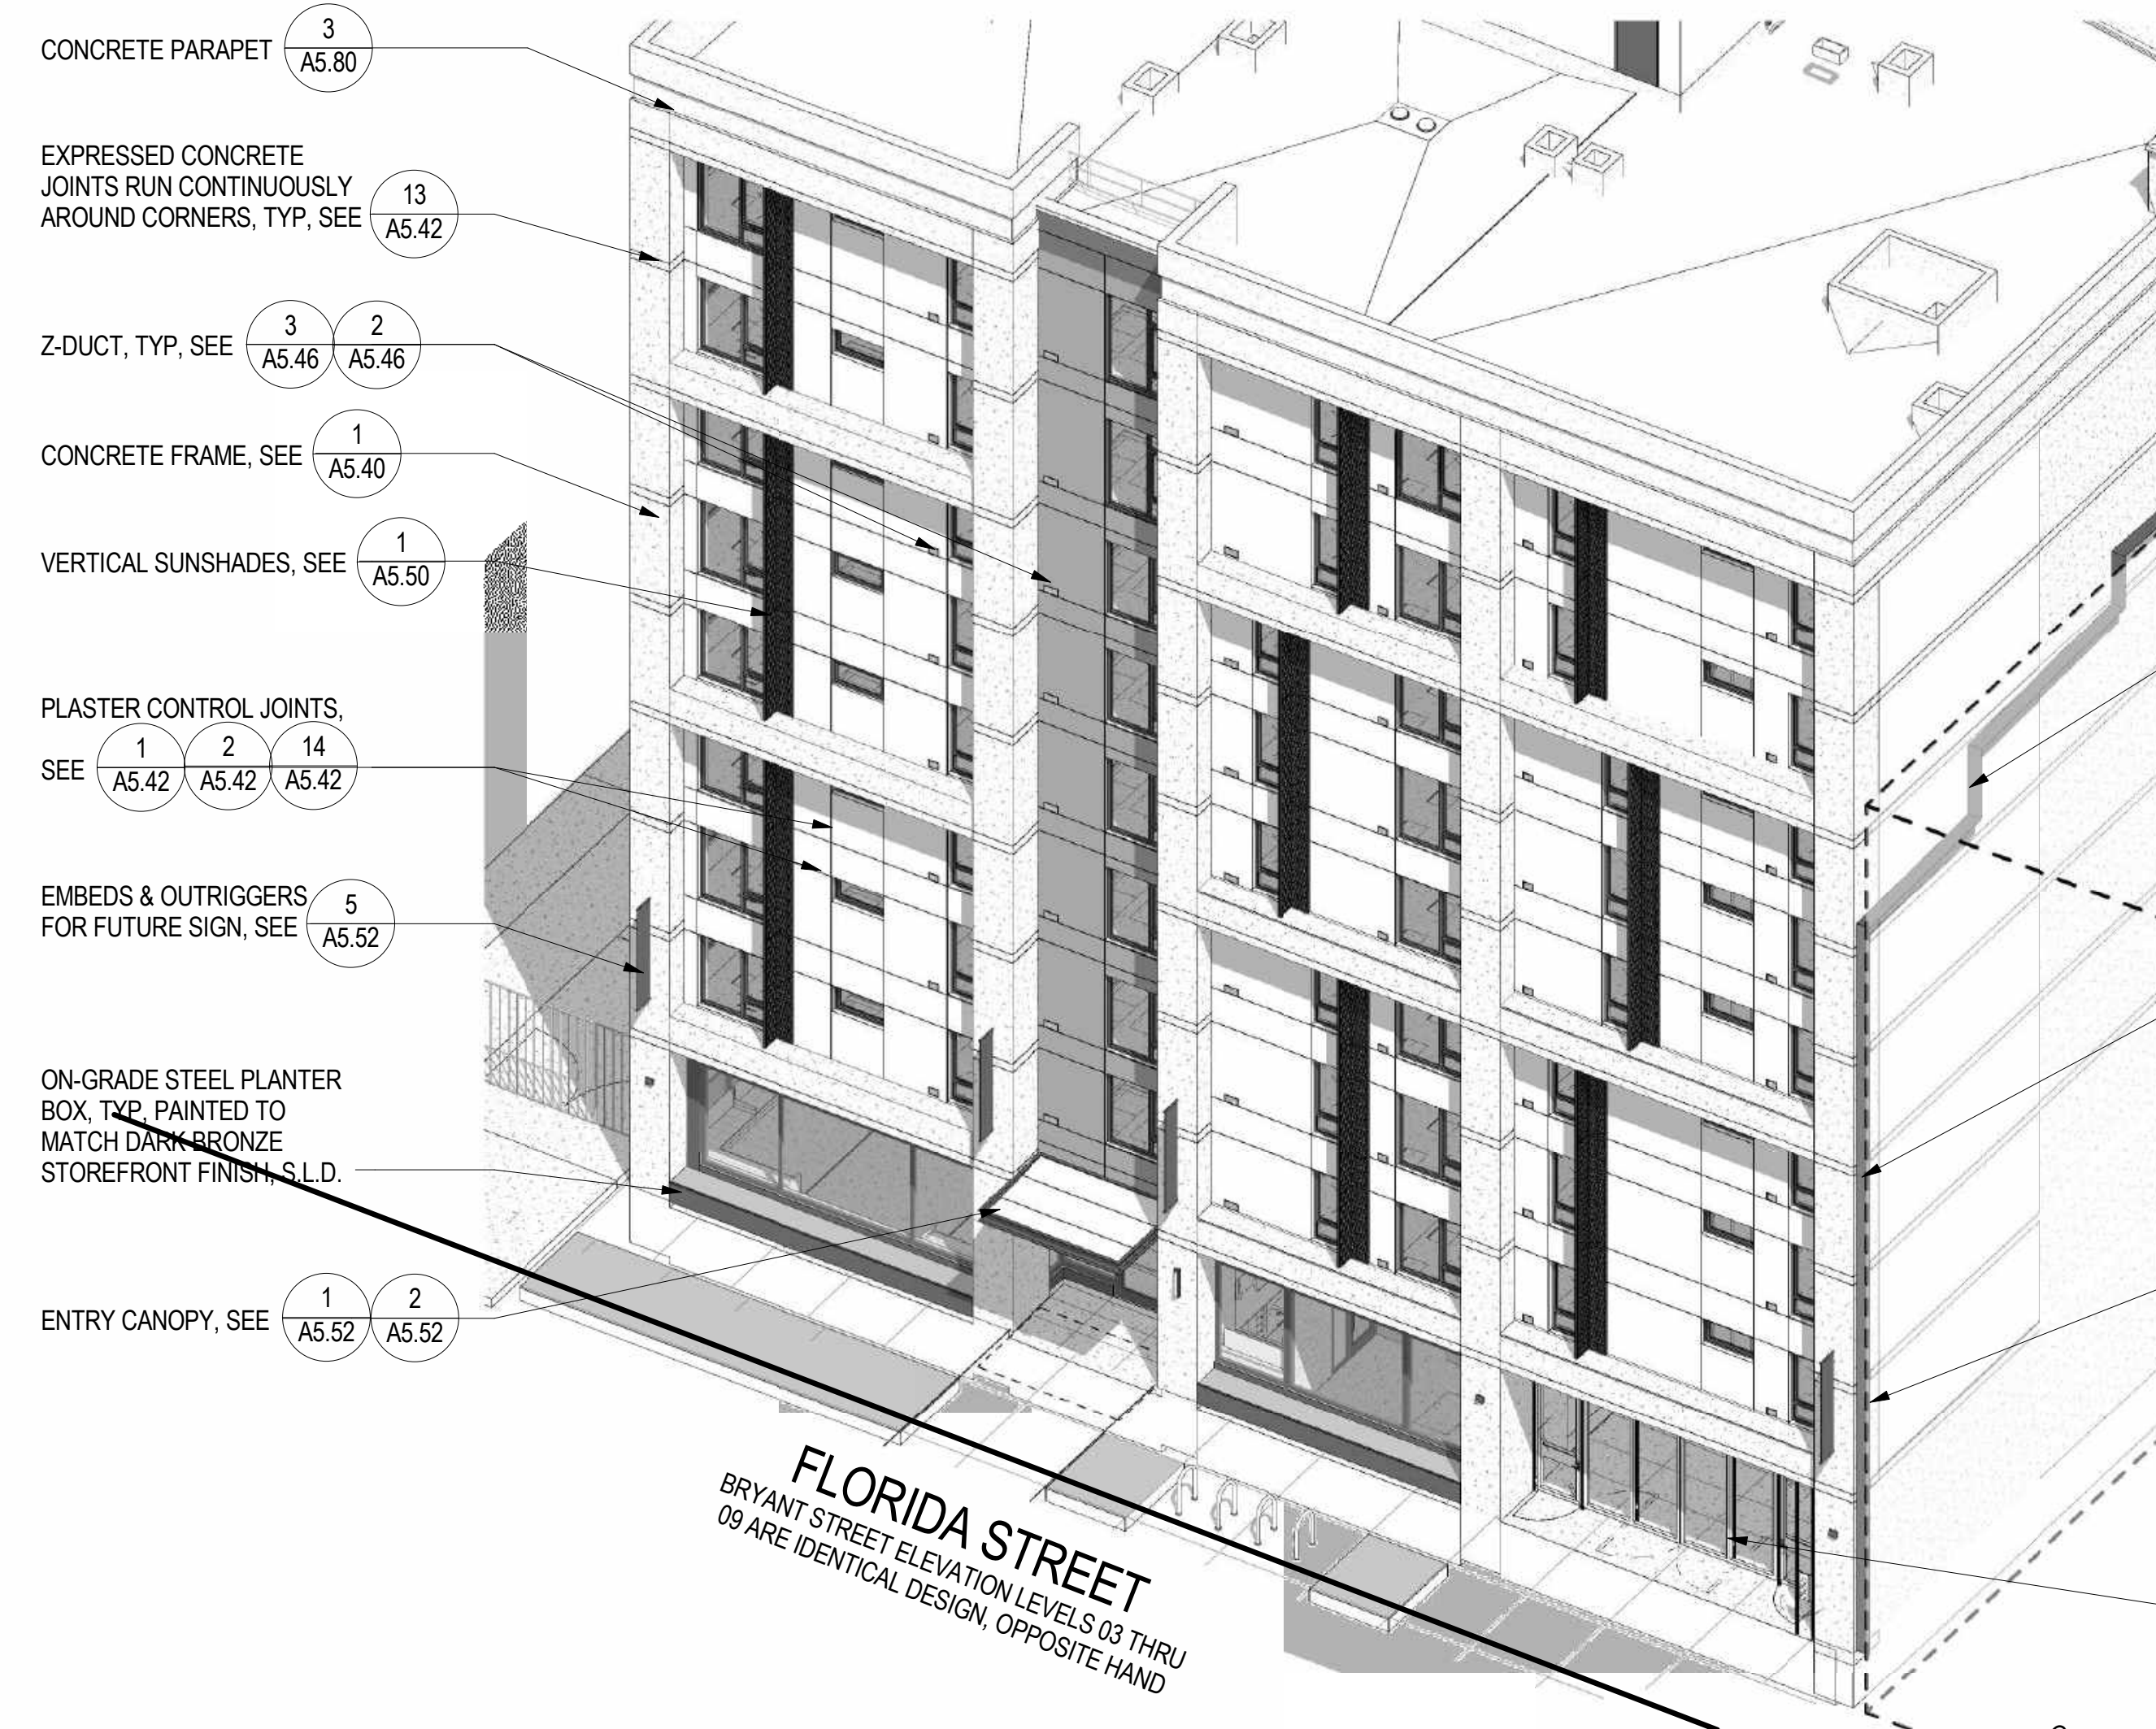 CONCRETE PARAPET
3
A5.80
EXPRESSED CONCRETE
JOINTS RUN CONTINUOUSLY
AROUND CORNERS, TYP, SEE
13
A5.42
Z-DUCT, TYP, SEE
3
A5.46
2
A5.46
CONCRETE FRAME, SEE
1
A5.40
VERTICAL SUNSHADES, SEE
1
A5.50
PLASTER CONTROL JOINTS,
SEE
1
A5.42
2
A5.42
14
A5.42
EMBEDS & OUTRIGGERS
FOR FUTURE SIGN, SEE
5
A5.52
ON-GRADE STEEL PLANTER
BOX, TYP, PAINTED TO
MATCH DARK BRONZE
STOREFRONT FINISH, S.L.D.
ENTRY CANOPY, SEE
1
A5.52
2
A5.52
FLORIDA STREET
BRYANT STREET ELEVATION LEVELS 03 THRU
09 ARE IDENTICAL DESIGN, OPPOSITE HAND